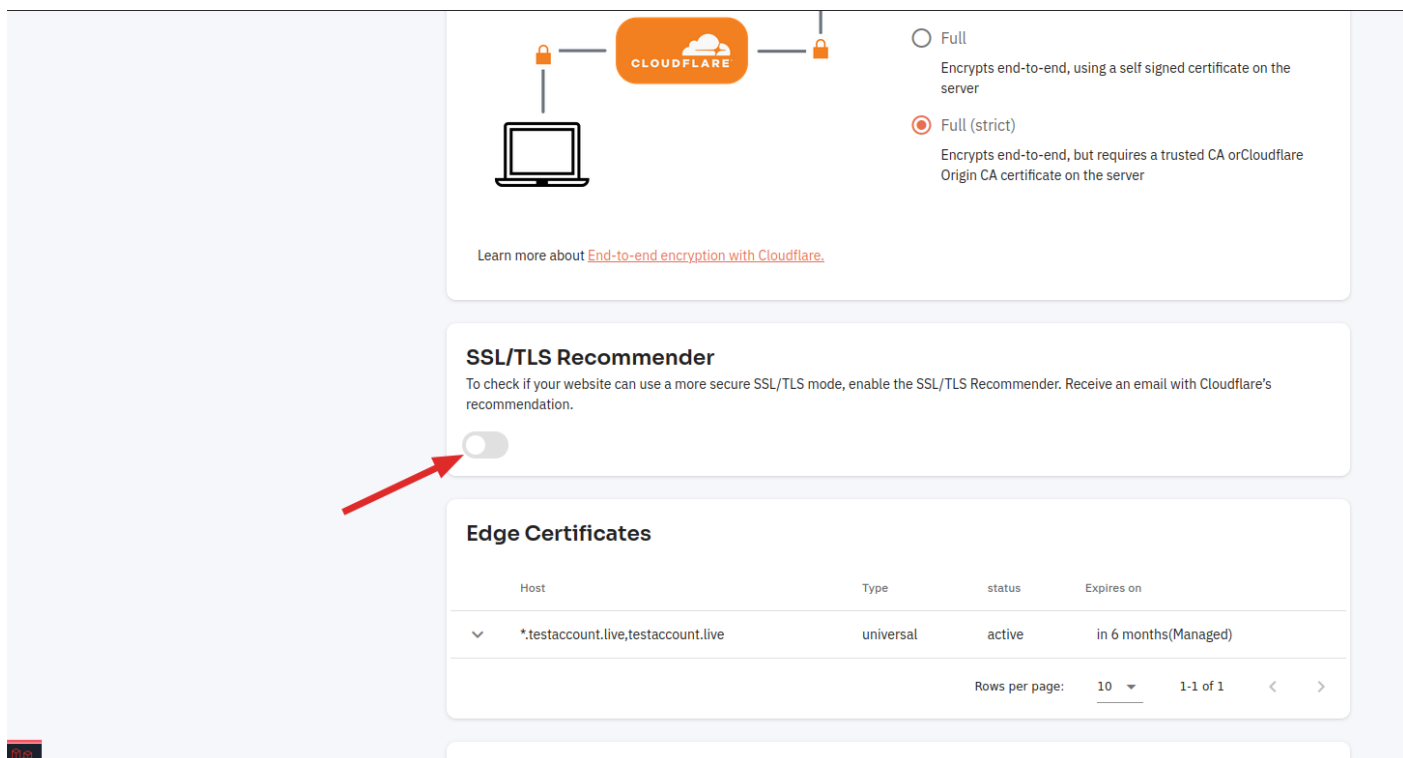 CLOUDFLARE
Full
Encrypts end-to-end, using a self signed certificate on the
server
Full (strict)
Encrypts end-to-end, but requires a trusted CA orCloudflare
Origin CA certificate on the server
Learn more about End-to-end encryption with Cloudflare.
SSL/TLS Recommender
To check if your website can use a more secure SSL/TLS mode, enable the SSL/TLS Recommender. Receive an email with Cloudflare’s
recommendation.
Edge Certificates
Host Type status Expires on
*.testaccount.live,testaccount.live universal active in 6 months(Managed)
Rows per page: 10 1-1 of 1